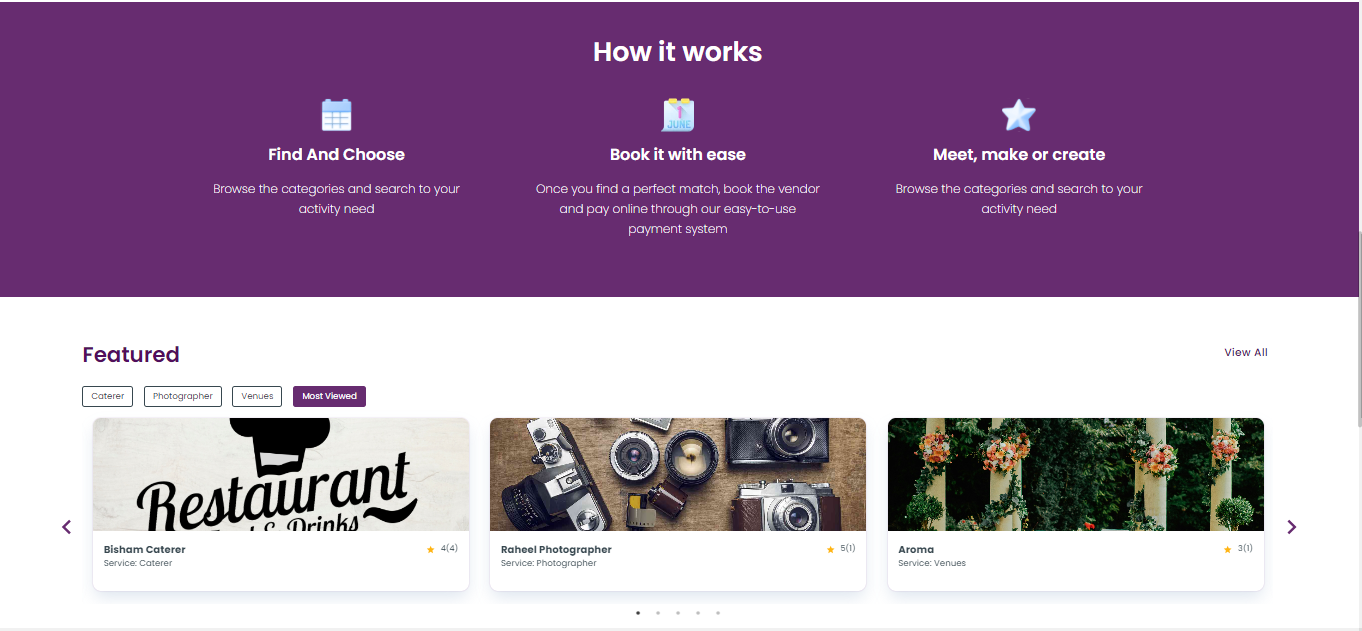 How it works
JUNE
Find And Choose
Browse the categories and search to your
activity need
Book it with ease
Once you find a perfect match, book the vendor
and pay online through our easy-to-use
payment system
Meet, make or create
Browse the categories and search to your
activity need
Featured
View All
Caterer
Photographer
Venues
Most Viewed
Restaurant
& Drinks
Bisham Caterer
4(4)
Service: Caterer
Raheel Photographer
5(1)
Service: Photographer
Aroma
3(1)
Service: Venues